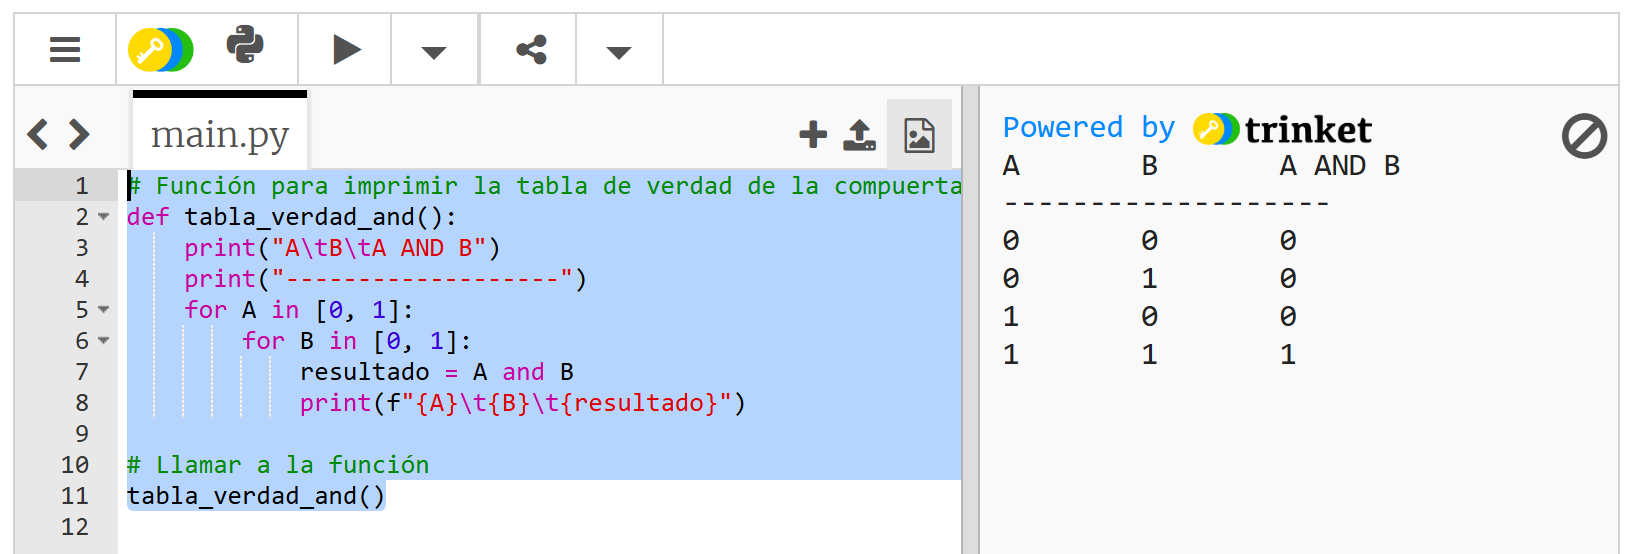 main.py
1 # Función para imprimir la tabla de verdad de la compuerta
2 def tabla_verdad_and():
3     print("A\tB\tA AND B")
4     print("-------------------")
5     for A in [0, 1]:
6         for B in [0, 1]:
7             resultado = A and B
8             print(f"{A}\t{B}\t{resultado}")
9
10 # Llamar a la función
11 tabla_verdad_and()
12
Powered by trinket
A B A AND B
-------------------
0 0 0
0 1 0
1 0 0
1 1 1